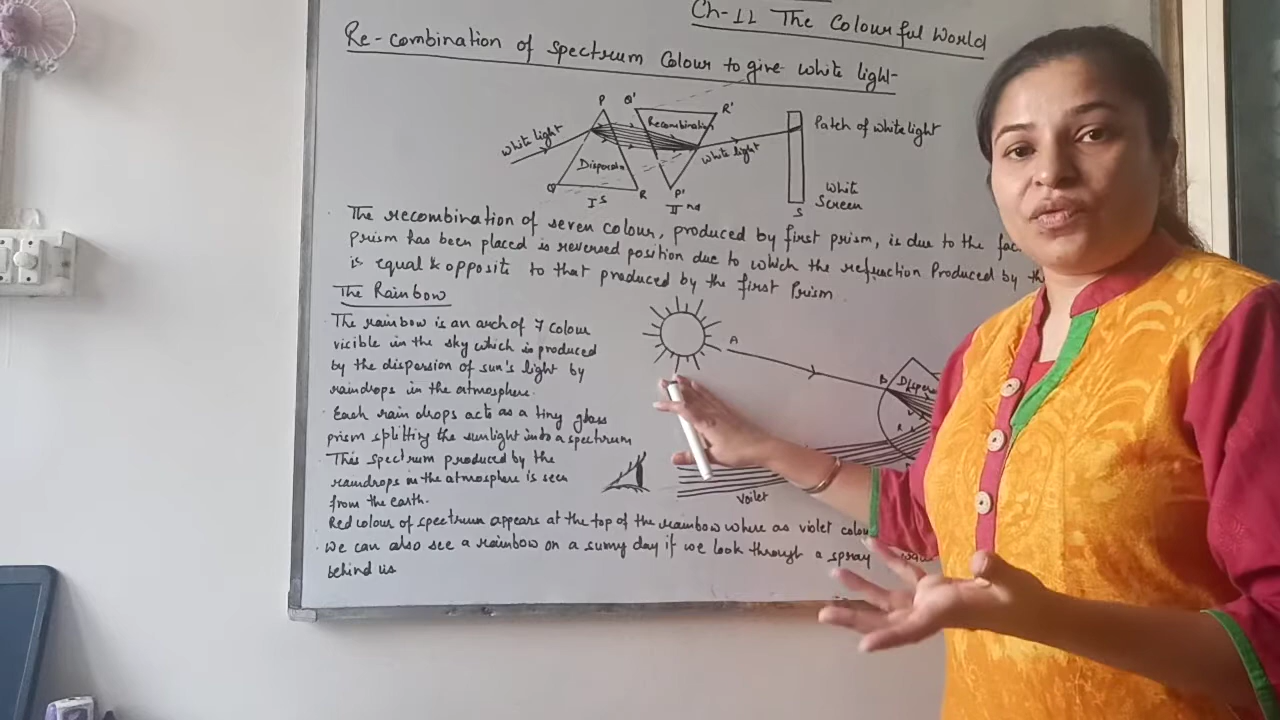 Ch-11 The Colourful World
Re-combination of spectrum Colour to give white light-
P Q' R'
White light
Recombination
Dispersion
White light
Patch of white light
Q R P'
Ist IInd
White
Screen
S
The recombination of seven colour, produced by first prism, is due to the
Prism has been placed in reversed position due to which the refraction Produced by
is equal & opposite to that produced by the first Prism
The Rainbow
The rainbow is an arch of 7 colour
vicible in the sky which is produced
by the dispersion of sun's light by
raindrops in the atmosphere.
Each rain drops acts as a tiny glass
prism splitting the sunlight into a spectrum
This spectrum produced by the
raindrops in the atmosphere is seen
from the earth.
A
B
Voilet
Red colour of spectrum appears at the top of the rainbow where as violet
We can also see a rainbow on a sunny day if we look through a spray
behind us